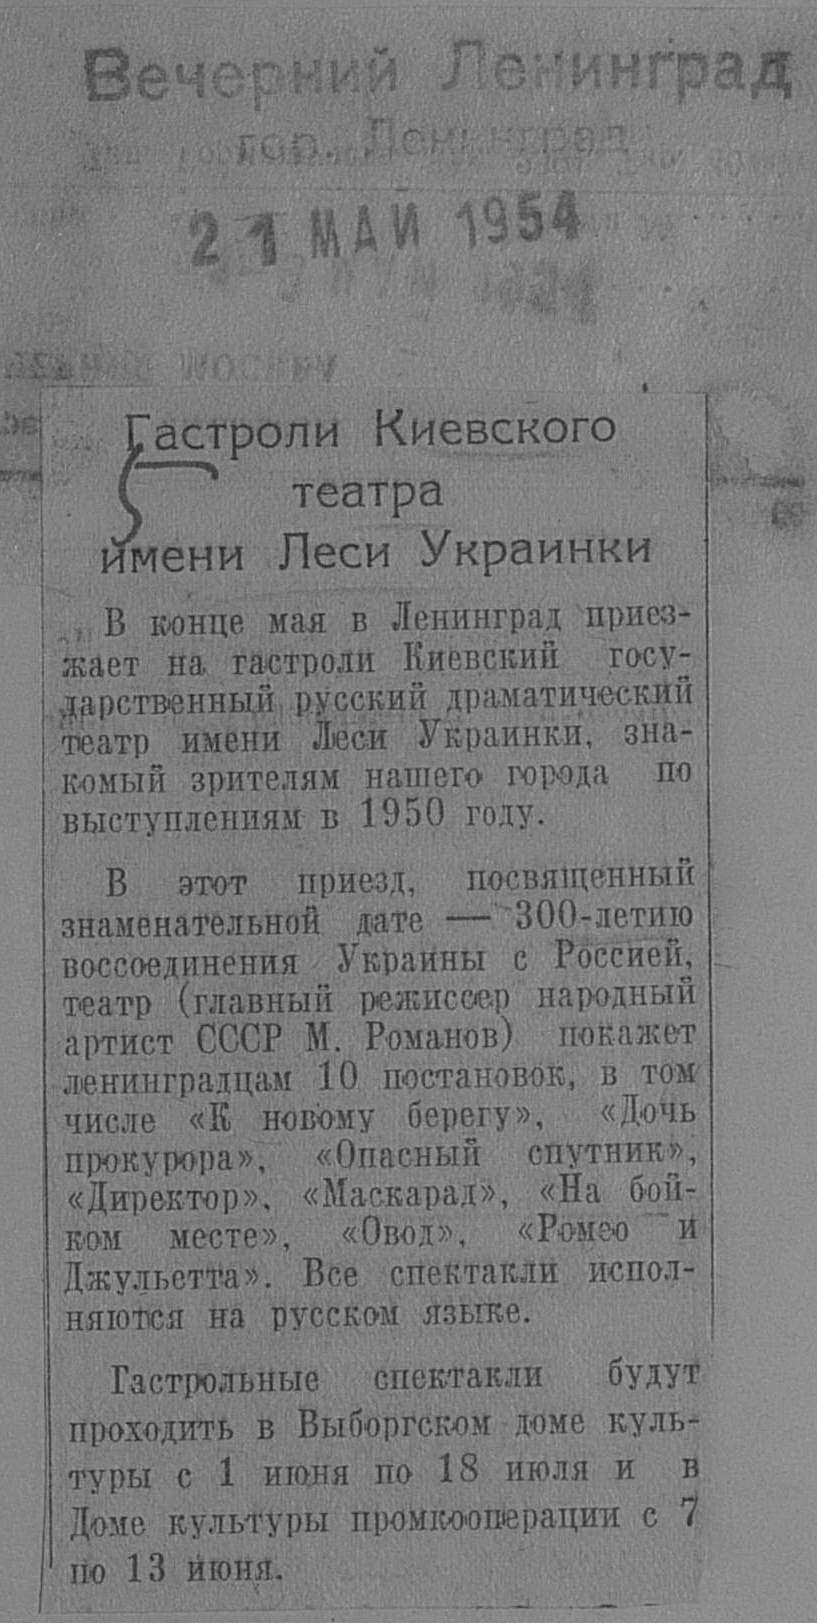 Вечерний Ленинград
гор. Ленинград
21 МАЙ 1954
Гастроли Киевского
театра
имени Леси Украинки
В конце мая в Ленинград приез-
жает на гастроли Киевский госу-
дарственный русский драматический
театр имени Леси Украинки, зна-
комый зрителям нашего города по
выступлениям в 1950 году.
В этот приезд, посвященный
знаменательной дате — 300-летию
воссоединения Украины с Россией,
театр (главный режиссер народный
артист СССР М. Романов) покажет
ленинградцам 10 постановок, в том
числе «К новому берегу», «Дочь
прокурора», «Опасный спутник»,
«Директор», «Маскарад», «На бой-
ком месте», «Овод», «Ромео и
Джульетта». Все спектакли испол-
няются на русском языке.
Гастрольные спектакли будут
проходить в Выборгском доме куль-
туры с 1 июня по 18 июля и в
Доме культуры промкооперации с 7
по 13 июня.